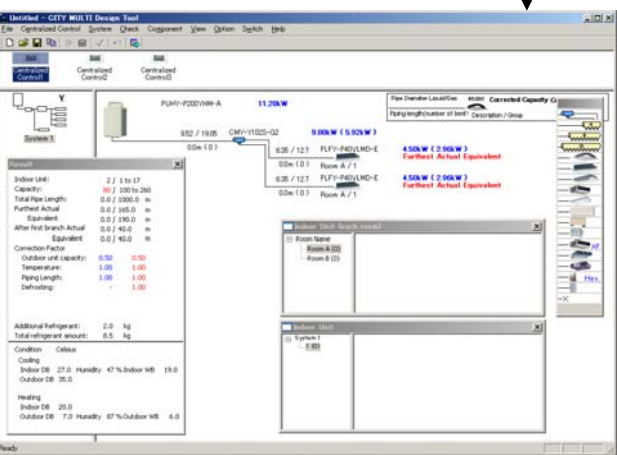 Untitled - CITY MULTI Design Tool
File Centralized Control System Check Component View Option Switch Help
Centralized Control1
Centralized Control2
Centralized Control3
Y
System 1
PUHY-P200YHM-A 11.20kW
Pipe Diameter Liquid/Gas Model Corrected Capacity
Piping length(number of bent) Description / Group
9.52 / 19.05 CMY-Y102S-G2 9.00kW ( 5.92kW )
0.0m ( 0 )
6.35 / 12.7 PLFY-P40VLMD-E 4.50kW ( 2.96kW )
Furthest Actual Equivalent
0.0m ( 0 ) Room A / 1
6.35 / 12.7 PLFY-P40VLMD-E 4.50kW ( 2.96kW )
Furthest Actual Equivalent
0.0m ( 0 ) Room A / 1
Result
Indoor Unit: 2 / 1 to 17
Capacity: 80 / 100 to 260
Total Pipe Length: 0.0 / 1000.0 m
Furthest Actual 0.0 / 165.0 m
Equivalent 0.0 / 190.0 m
After first branch Actual 0.0 / 40.0 m
Equivalent 0.0 / 40.0 m
Correction Factor
Outdoor unit capacity: 0.50 0.50
Temperature: 1.00 1.00
Piping Length: 1.00 1.00
Defrosting: - 1.00
Additional Refrigerant: 2.0 kg
Total refrigerant amount: 8.5 kg
Condition Celsius
Cooling
Indoor DB 27.0 Humidity 47 % Indoor WB 19.0
Outdoor DB 35.0
Heating
Indoor DB 20.0
Outdoor DB 7.0 Humidity 87 % Outdoor WB 6.0
Indoor Unit (each room)
Room Name
Room A (0)
Room B (0)
Indoor Unit
System 1
1 (0)
AF
Hex.
Ready